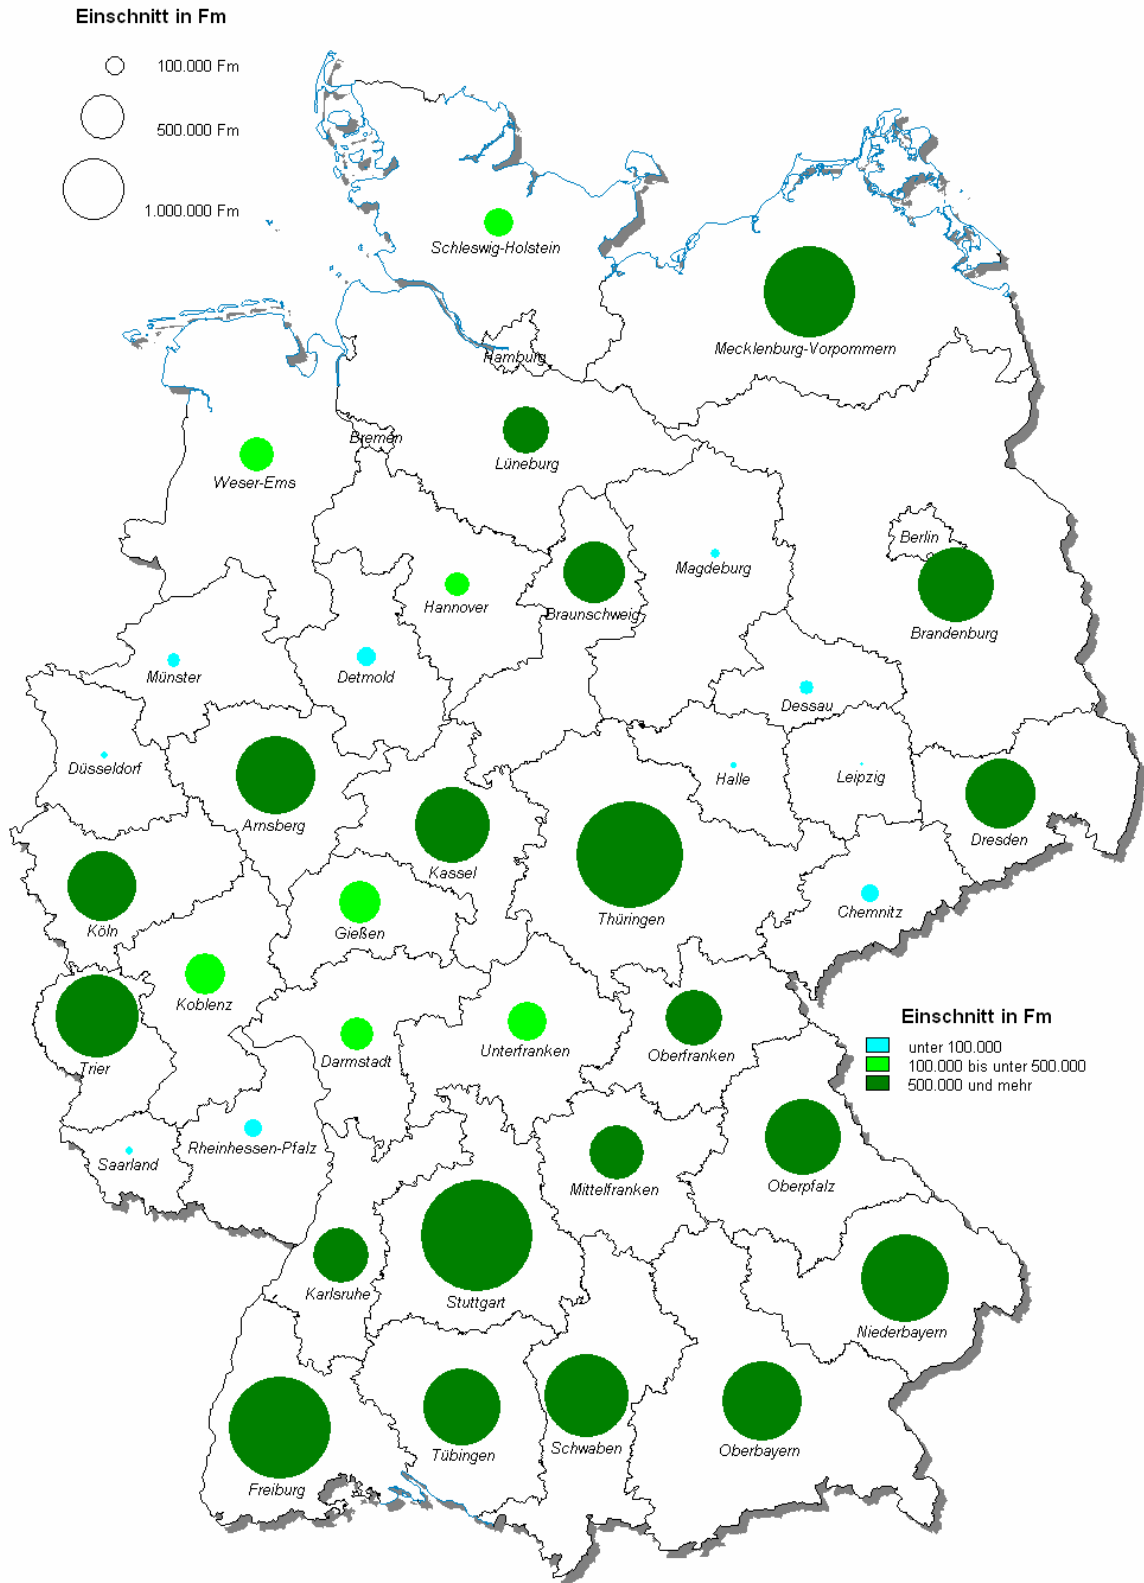 Einschnitt in Fm
100.000 Fm
500.000 Fm
1.000.000 Fm
Schleswig-Holstein
Mecklenburg-Vorpommern
Hamburg
Bremen
Lüneburg
Weser-Ems
Berlin
Magdeburg
Hannover
Braunschweig
Brandenburg
Münster
Detmold
Dessau
Düsseldorf
Halle
Leipzig
Arnsberg
Dresden
Kassel
Thüringen
Chemnitz
Köln
Gießen
Koblenz
Einschnitt in Fm
unter 100.000
100.000 bis unter 500.000
500.000 und mehr
Unterfranken
Oberfranken
Darmstadt
Trier
Rheinhessen-Pfalz
Saarland
Mittelfranken
Oberpfalz
Karlsruhe
Stuttgart
Niederbayern
Tübingen
Schwaben
Oberbayern
Freiburg